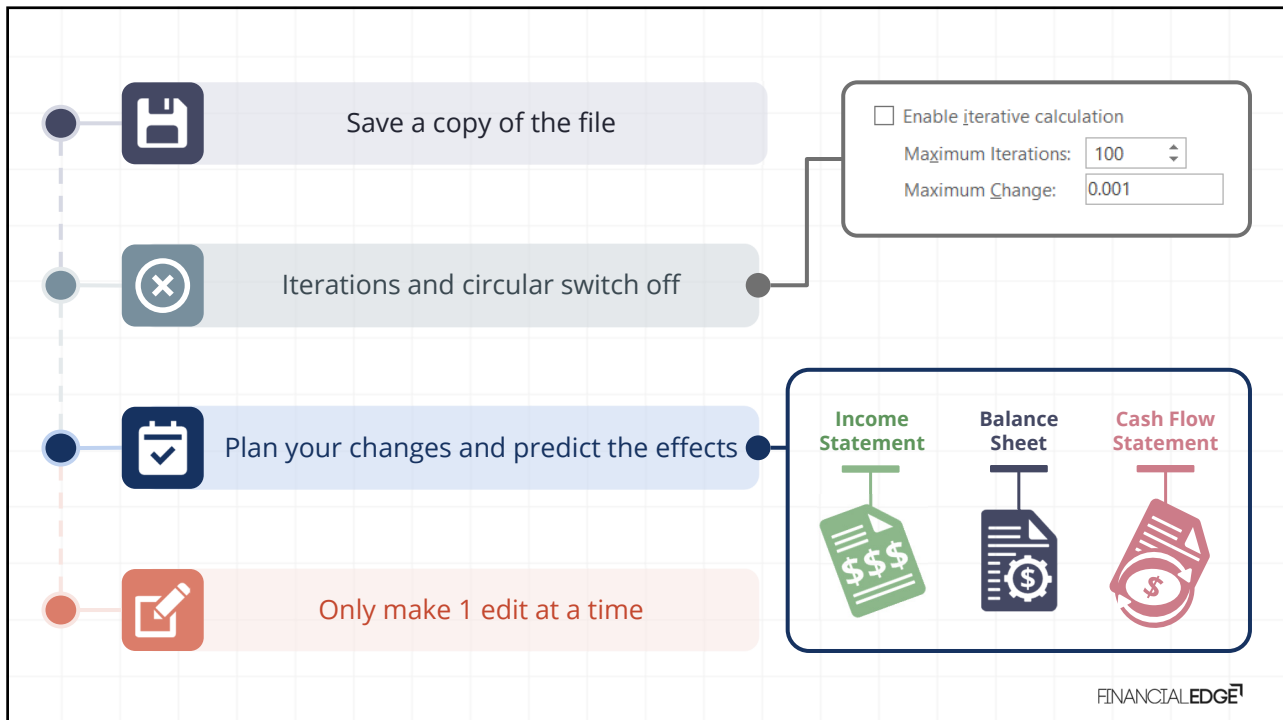 Save a copy of the file
Enable iterative calculation
Maximum Iterations: 100
Maximum Change: 0.001
Iterations and circular switch off
Plan your changes and predict the effects
Income
Statement
Balance
Sheet
Cash Flow
Statement
$$$
$
$
Only make 1 edit at a time
FINANCIALEDGE